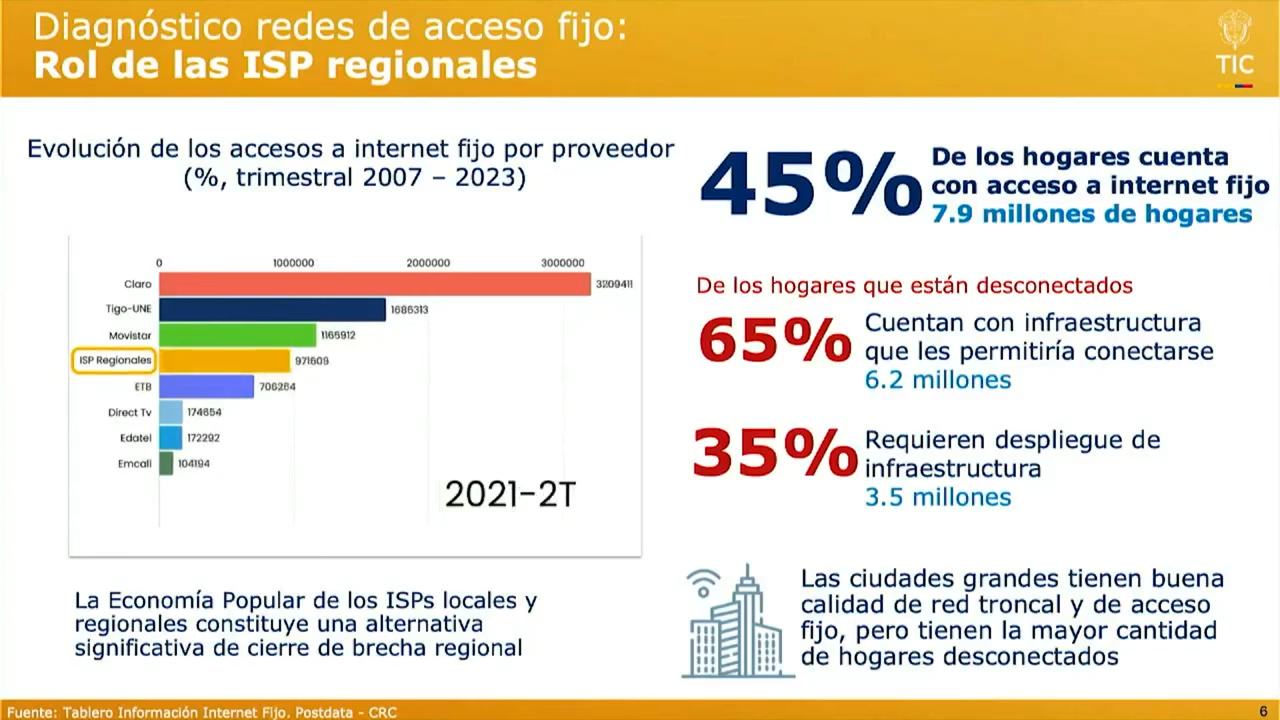 Diagnóstico redes de acceso fijo:
Rol de las ISP regionales
TIC
Evolución de los accesos a internet fijo por proveedor
(%, trimestral 2007 – 2023)
0 1000000 2000000 3000000
Claro 3209411
Tigo-UNE 1686313
Movistar 1165912
ISP Regionales 971609
ETB 706264
Direct Tv 174654
Edatel 172292
Emcali 104194
2021-2T
La Economía Popular de los ISPs locales y
regionales constituye una alternativa
significativa de cierre de brecha regional
45%
De los hogares cuenta
con acceso a internet fijo
7.9 millones de hogares
De los hogares que están desconectados
65%
Cuentan con infraestructura
que les permitiría conectarse
6.2 millones
35%
Requieren despliegue de
infraestructura
3.5 millones
Las ciudades grandes tienen buena
calidad de red troncal y de acceso
fijo, pero tienen la mayor cantidad
de hogares desconectados
Fuente: Tablero Información Internet Fijo. Postdata - CRC
6